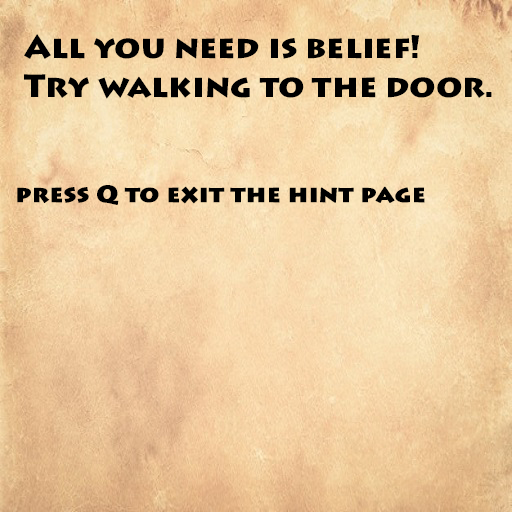 All you need is belief!
Try walking to the door.
press Q to exit the hint page